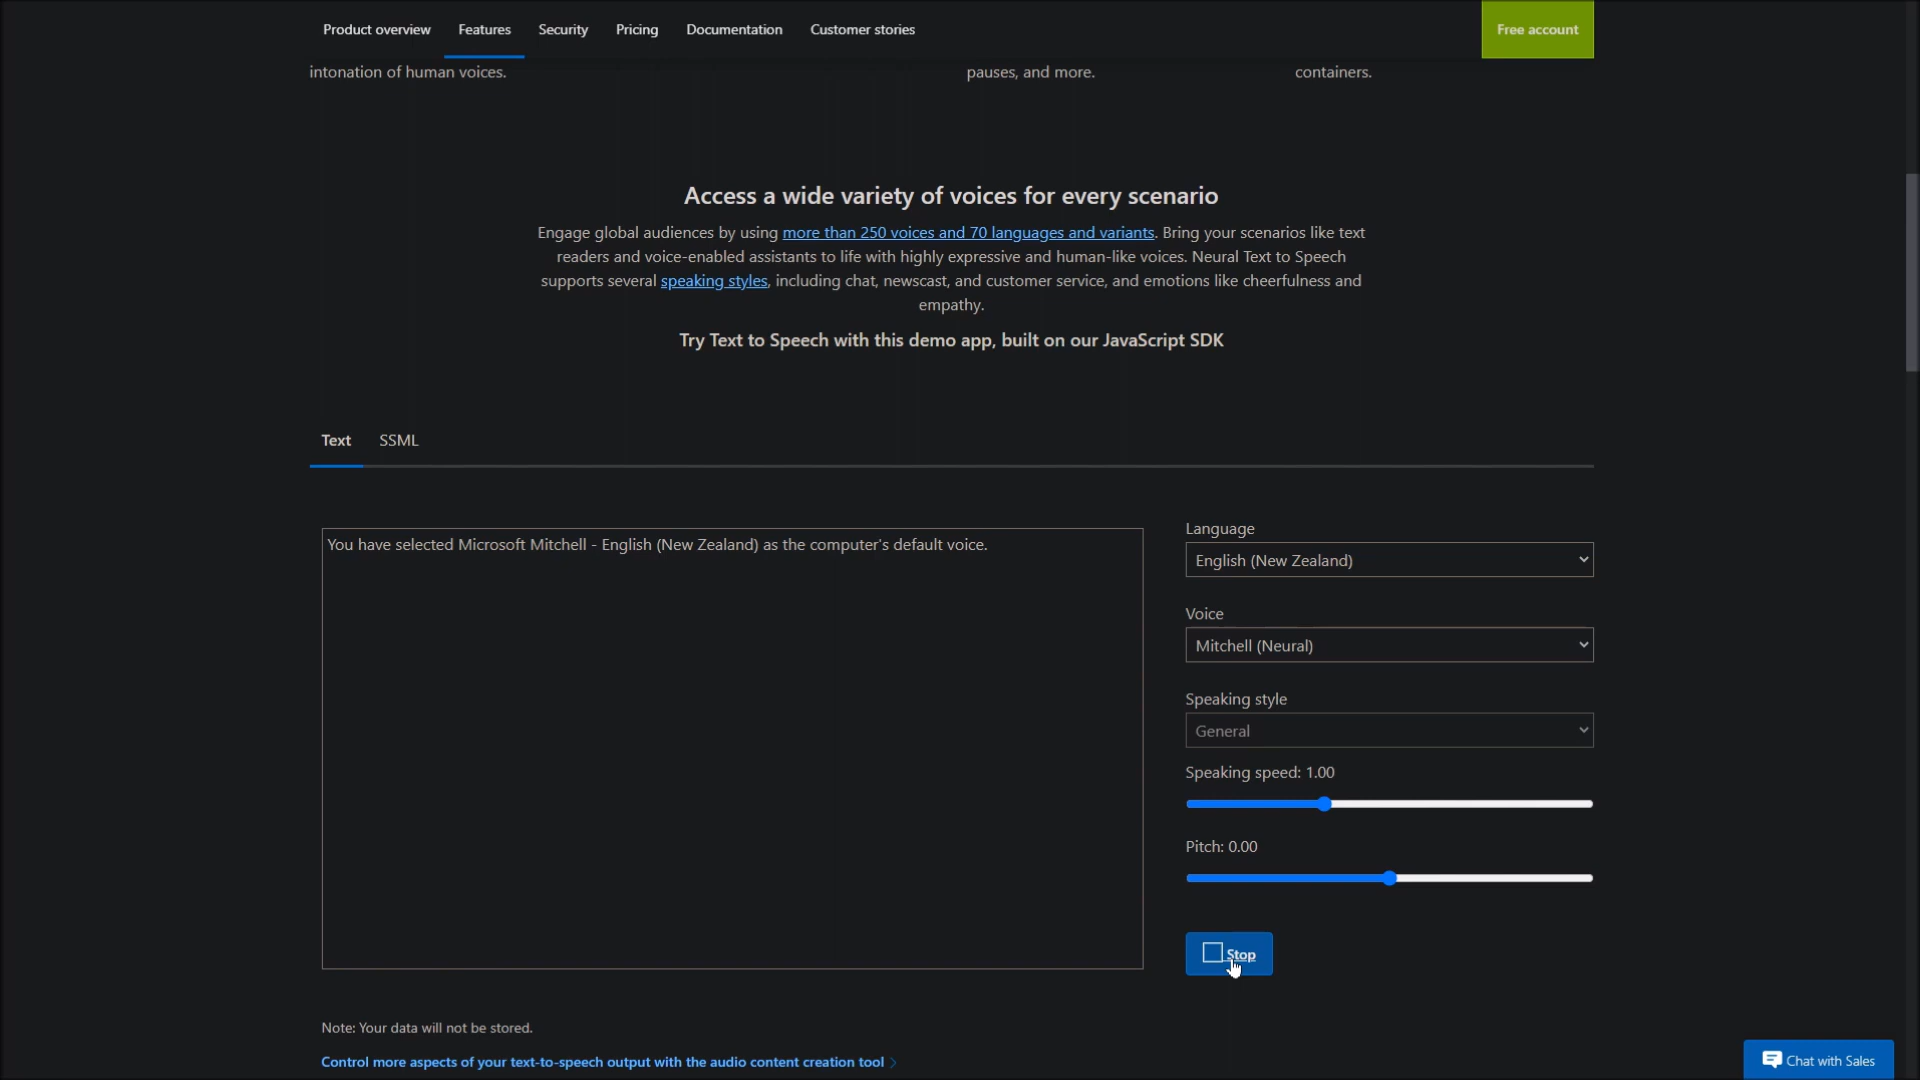 Product overview Features Security Pricing Documentation Customer stories Free account
intonation of human voices. pauses, and more. containers.
Access a wide variety of voices for every scenario
Engage global audiences by using more than 250 voices and 70 languages and variants. Bring your scenarios like text
readers and voice-enabled assistants to life with highly expressive and human-like voices. Neural Text to Speech
supports several speaking styles, including chat, newscast, and customer service, and emotions like cheerfulness and
empathy.
Try Text to Speech with this demo app, built on our JavaScript SDK
Text SSML
You have selected Microsoft Mitchell - English (New Zealand) as the computer's default voice.
Language
English (New Zealand)
Voice
Mitchell (Neural)
Speaking style
General
Speaking speed: 1.00
Pitch: 0.00
Stop
Note: Your data will not be stored.
Control more aspects of your text-to-speech output with the audio content creation tool
Chat with Sales